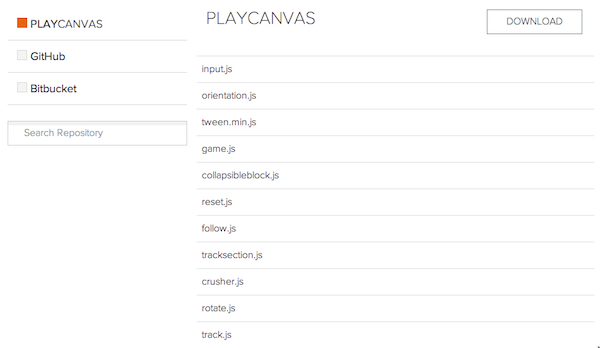 PLAYCANVAS
GitHub
Bitbucket
Search Repository
PLAYCANVAS
DOWNLOAD
input.js
orientation.js
tween.min.js
game.js
collapsibleblock.js
reset.js
follow.js
tracksection.js
crusher.js
rotate.js
track.js